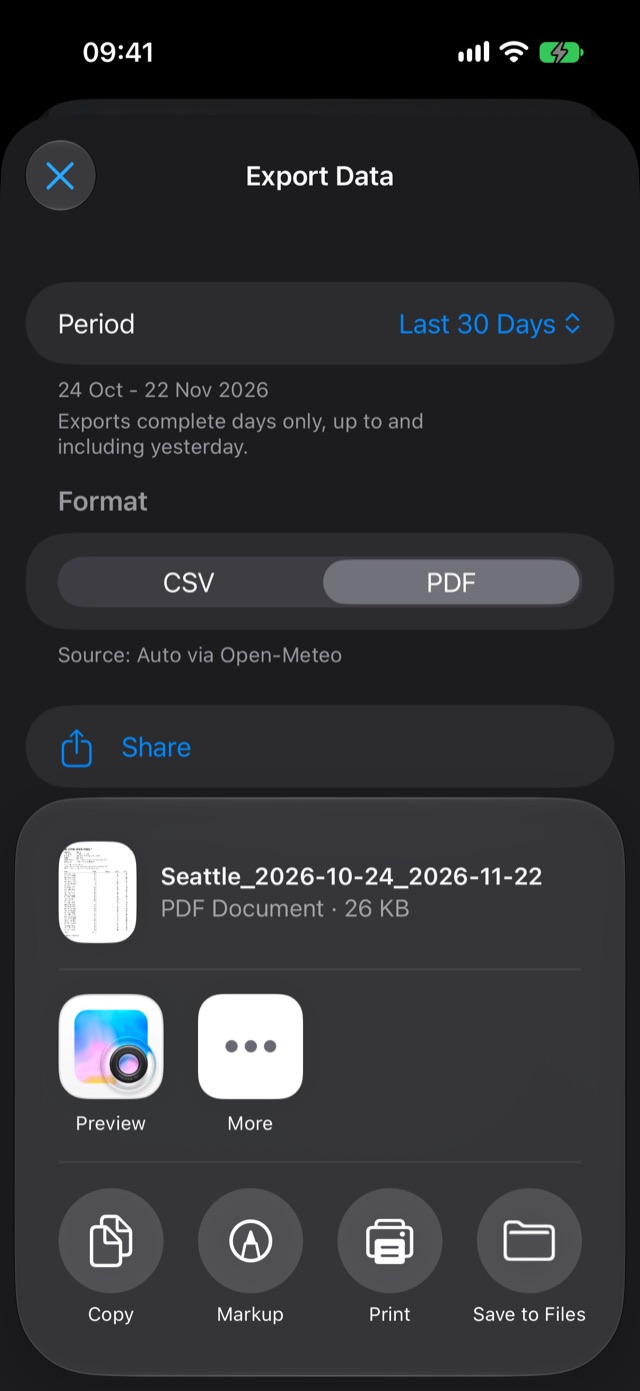 09:41
Export Data
Period
Last 30 Days
24 Oct - 22 Nov 2026
Exports complete days only, up to and
including yesterday.
Format
CSV
PDF
Source: Auto via Open-Meteo
Share
Seattle_2026-10-24_2026-11-22
PDF Document · 26 KB
Preview
More
Copy
Markup
Print
Save to Files